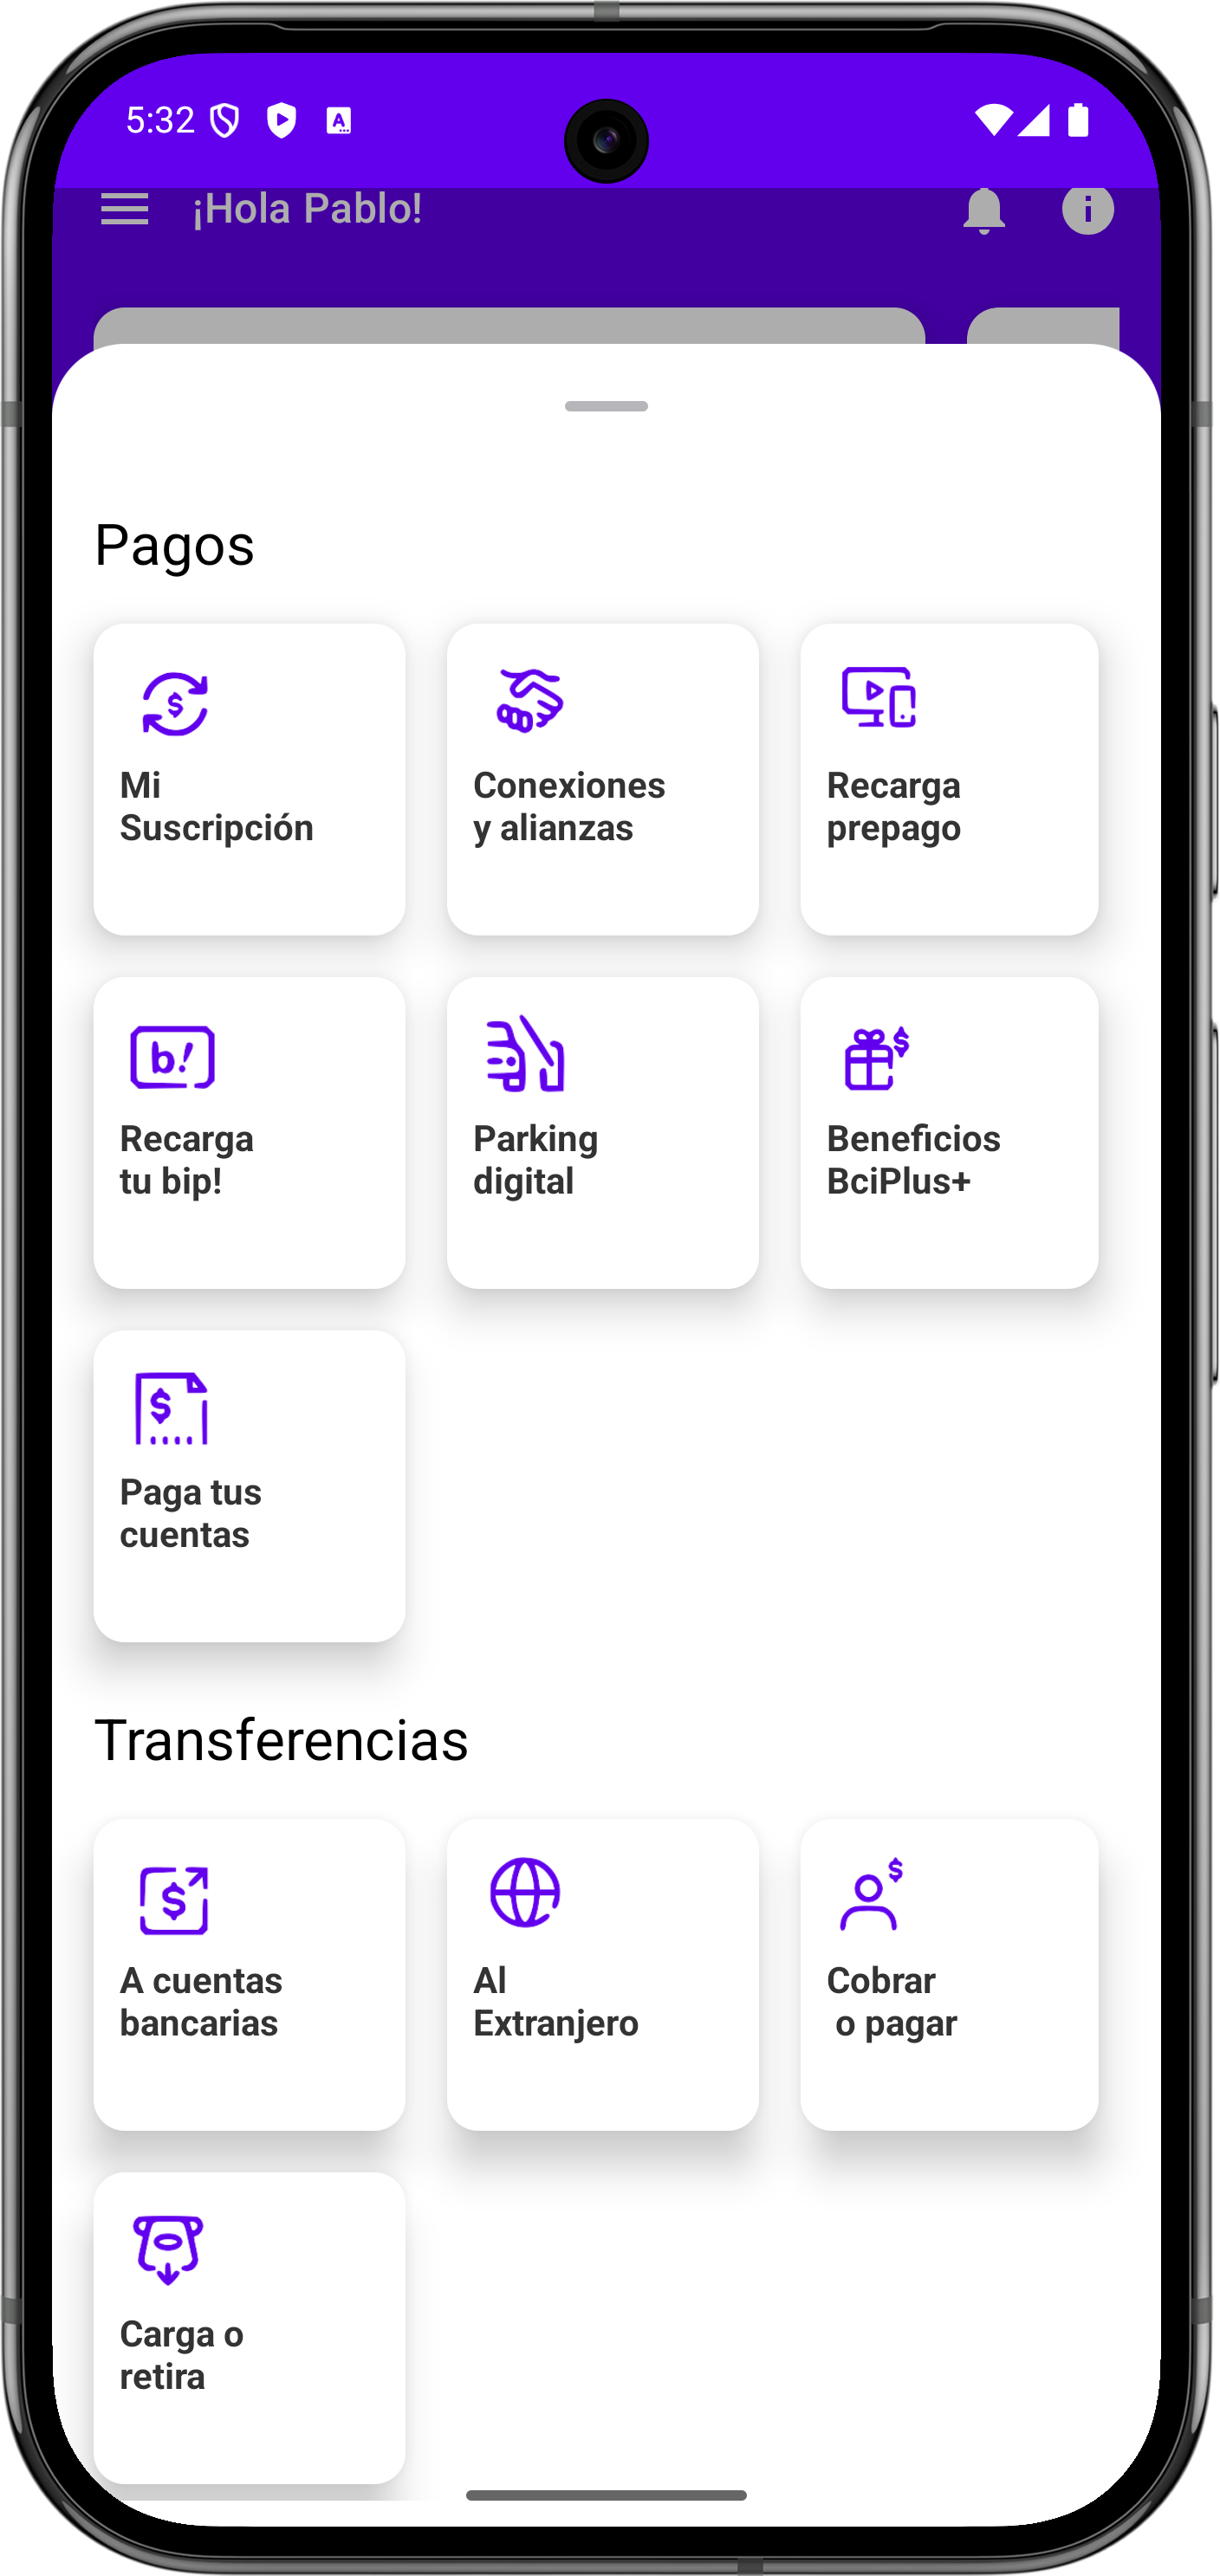 5:32
¡Hola Pablo!
Pagos
Mi
Suscripción
Conexiones
y alianzas
Recarga
prepago
b!
Recarga
tu bip!
Parking
digital
Beneficios
BciPlus+
Paga tus
cuentas
Transferencias
A cuentas
bancarias
Al
Extranjero
Cobrar
o pagar
Carga o
retira